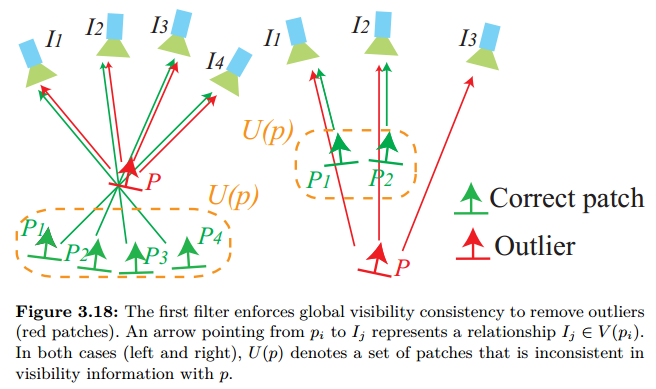 I1 I2 I3 I4
U(p)
P
P1 P2 P3 P4
I1 I2 I3
U(p)
P1 P2
P
Correct patch
Outlier
Figure 3.18: The first filter enforces global visibility consistency to remove outliers
(red patches). An arrow pointing from pi to Ij represents a relationship Ij ∈ V(pi).
In both cases (left and right), U(p) denotes a set of patches that is inconsistent in
visibility information with p.